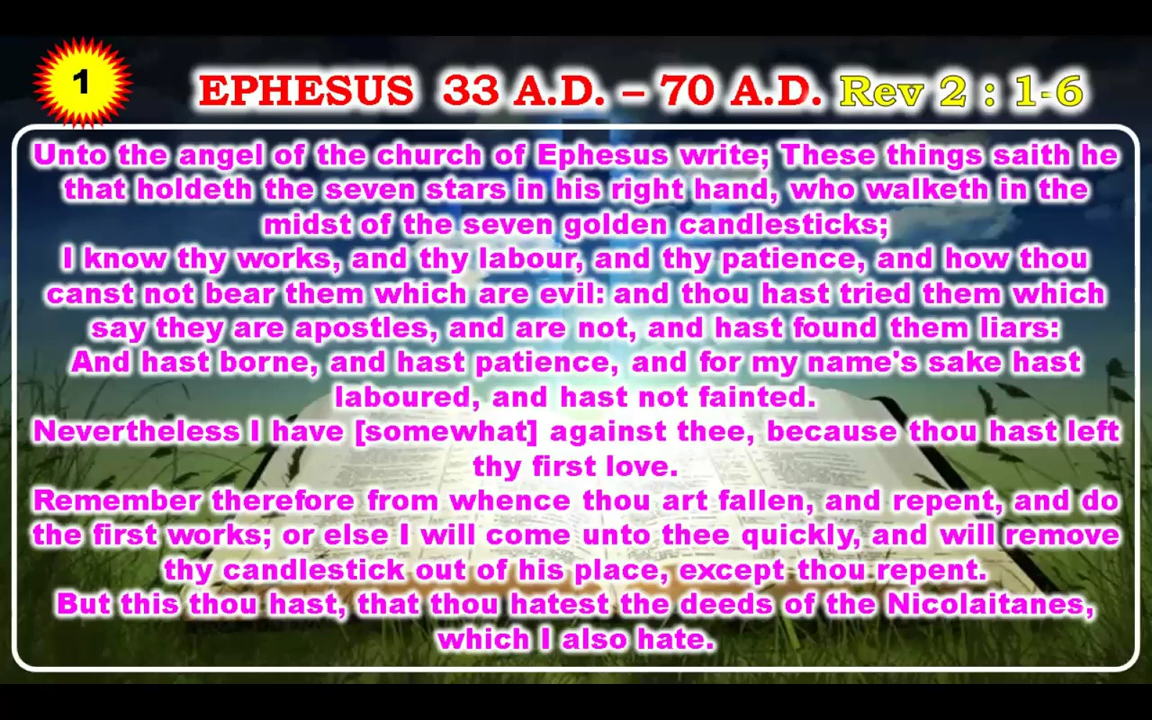 1
EPHESUS 33 A.D. – 70 A.D. Rev 2 : 1-6
Unto the angel of the church of Ephesus write; These things saith he
that holdeth the seven stars in his right hand, who walketh in the
midst of the seven golden candlesticks;
I know thy works, and thy labour, and thy patience, and how thou
canst not bear them which are evil: and thou hast tried them which
say they are apostles, and are not, and hast found them liars:
And hast borne, and hast patience, and for my name's sake hast
laboured, and hast not fainted.
Nevertheless I have [somewhat] against thee, because thou hast left
thy first love.
Remember therefore from whence thou art fallen, and repent, and do
the first works; or else I will come unto thee quickly, and will remove
thy candlestick out of his place, except thou repent.
But this thou hast, that thou hatest the deeds of the Nicolaitanes,
which I also hate.